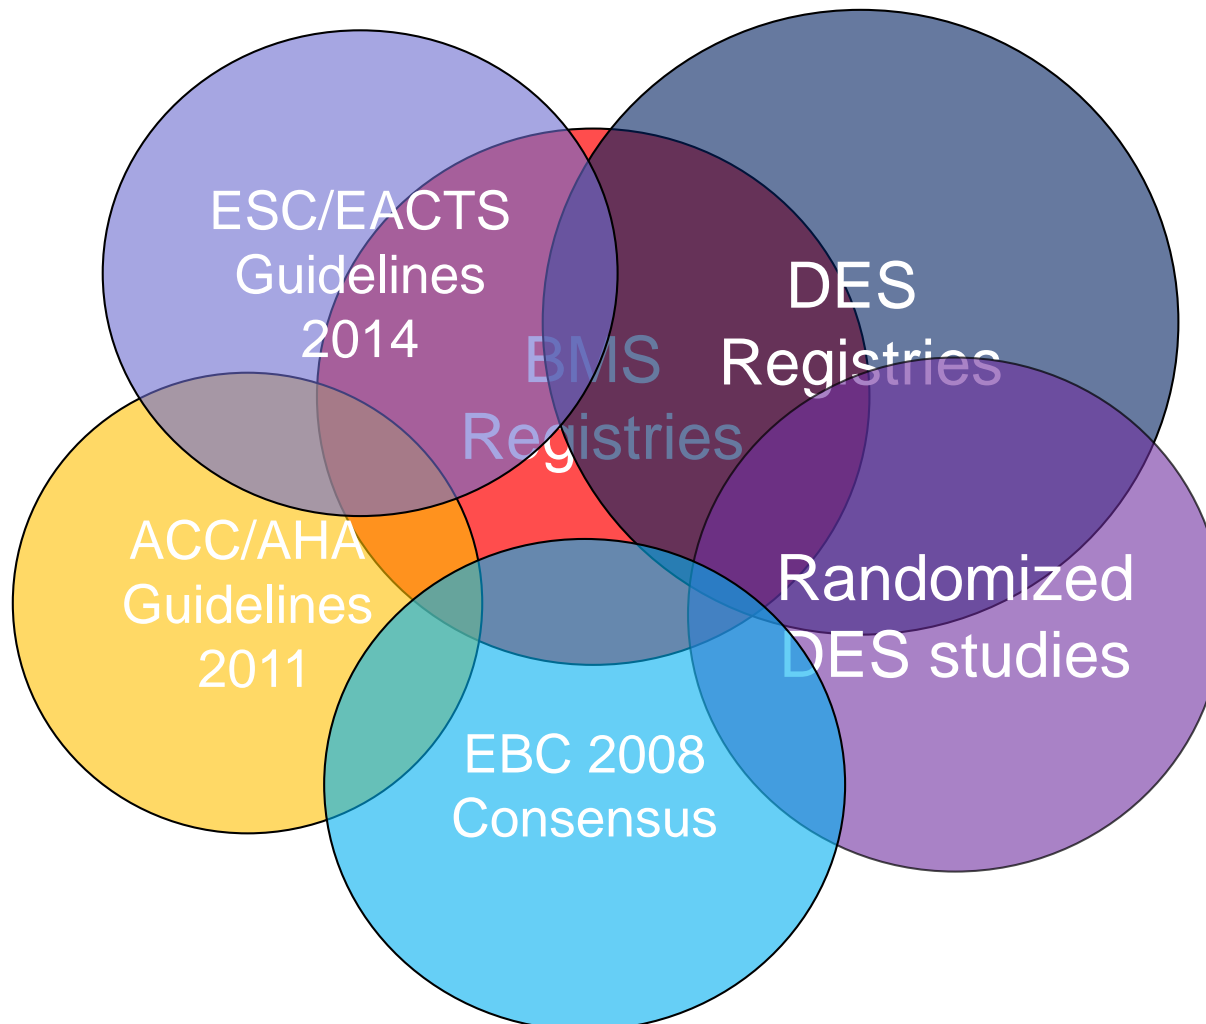 ESC/EACTS
Guidelines
2014
DES
Registries
BMS
Registries
ACC/AHA
Guidelines
2011
Randomized
DES studies
EBC 2008
Consensus